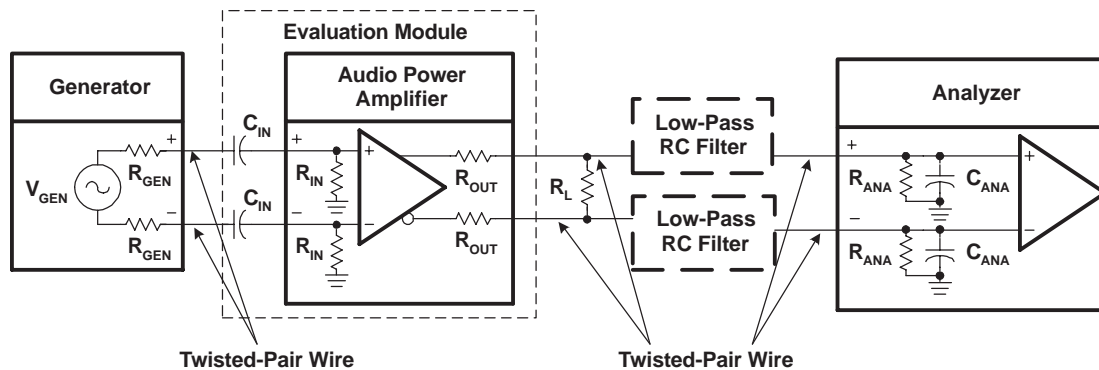 Evaluation Module
Generator
Audio Power
Amplifier
Analyzer
Low-Pass
RC Filter
C_IN
+
+
+
+
+
R_GEN
R_IN
R_OUT
R_L
R_ANA
C_ANA
V_GEN
C_IN
−
−
−
−
−
R_GEN
R_IN
R_OUT
Low-Pass
RC Filter
R_ANA
C_ANA
Twisted-Pair Wire
Twisted-Pair Wire